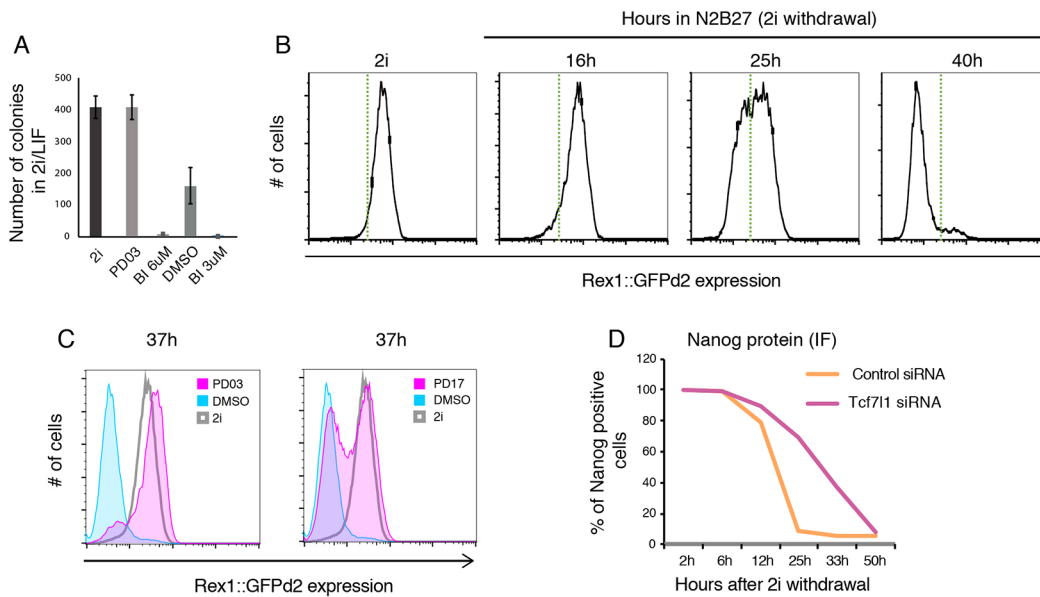 A
Number of colonies
in 2i/LIF
500
400
300
200
100
0
2i
PD03
BI 6uM
DMSO
BI 3uM
B
Hours in N2B27 (2i withdrawal)
2i
16h
25h
40h
# of cells
Rex1::GFPd2 expression
C
37h
37h
# of cells
PD03
DMSO
2i
PD17
DMSO
2i
Rex1::GFPd2 expression
D
Nanog protein (IF)
% of Nanog positive
cells
120
100
80
60
40
20
0
Control siRNA
Tcf7l1 siRNA
2h
6h
12h
25h
33h
50h
Hours after 2i withdrawal